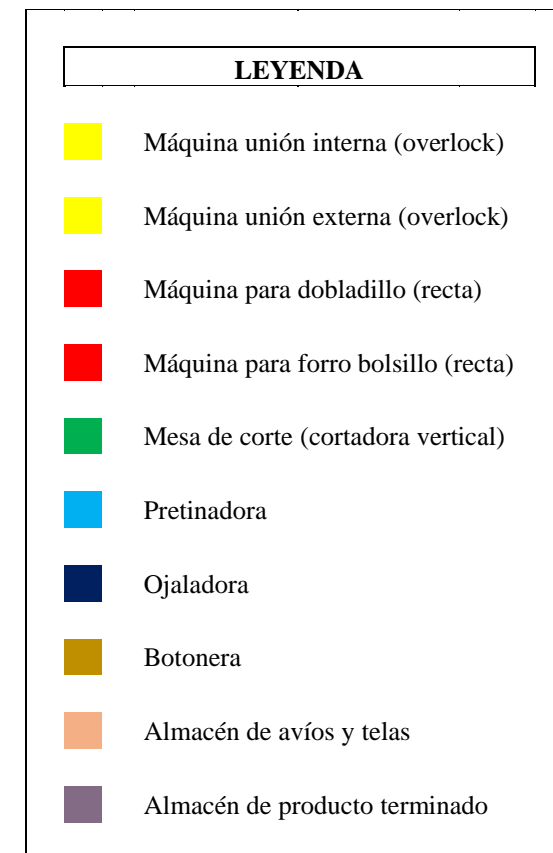 LEYENDA
Máquina unión interna (overlock)
Máquina unión externa (overlock)
Máquina para dobladillo (recta)
Máquina para forro bolsillo (recta)
Mesa de corte (cortadora vertical)
Pretinadora
Ojaladora
Botonera
Almacén de avíos y telas
Almacén de producto terminado